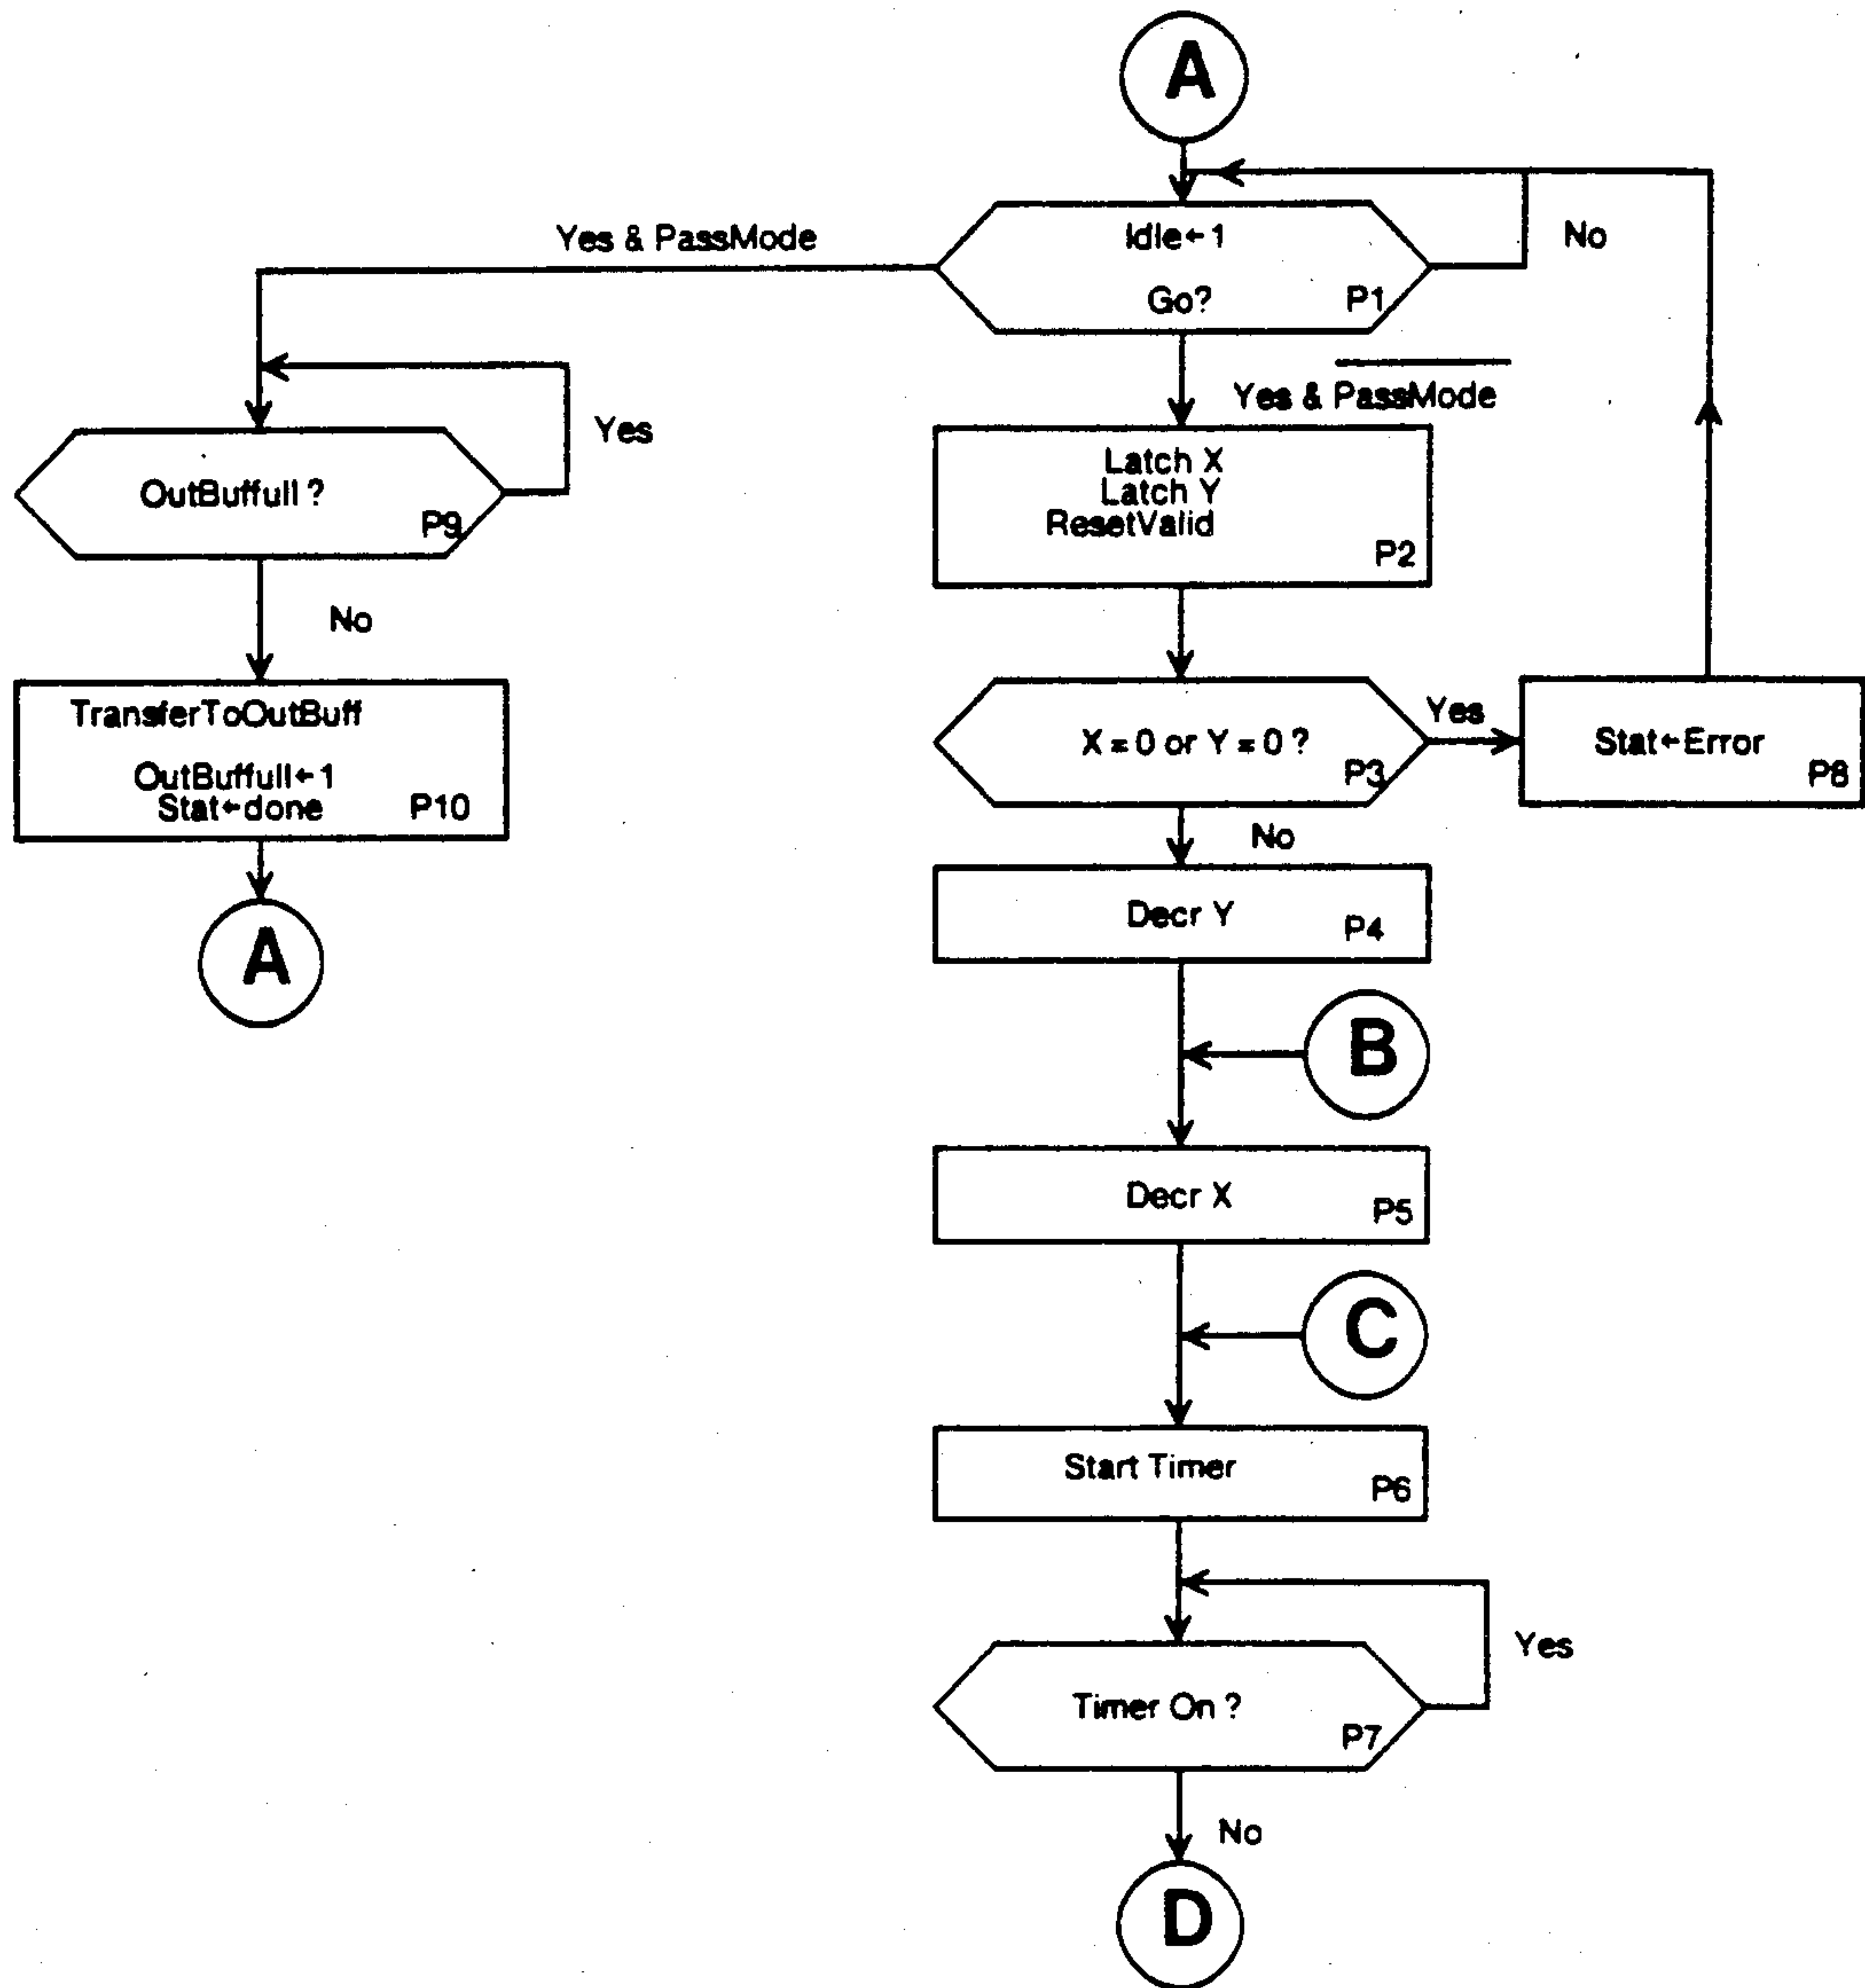 A
Idle←1
Go?
P1
No
Yes & PassMode
Yes & P̅a̅s̅s̅M̅o̅d̅e̅
OutBuffull ?
P9
Yes
No
TransferToOutBuff
OutBuffull←1
Stat←done
P10
A
Latch X
Latch Y
ResetValid
P2
X = 0 or Y = 0 ?
P3
Yes
Stat←Error
P8
No
Decr Y
P4
B
Decr X
P5
C
Start Timer
P6
Timer On ?
P7
Yes
No
D